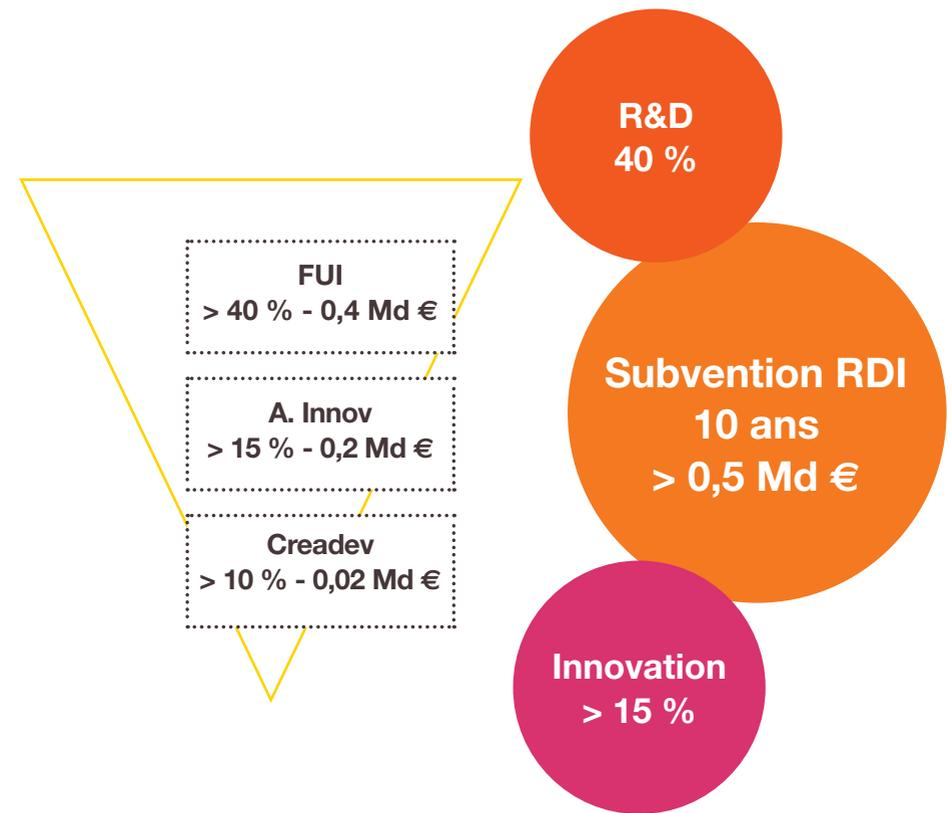 R&D
40 %
FUI
> 40 % - 0,4 Md €
A. Innov
> 15 % - 0,2 Md €
Creadev
> 10 % - 0,02 Md €
Subvention RDI
10 ans
> 0,5 Md €
Innovation
> 15 %